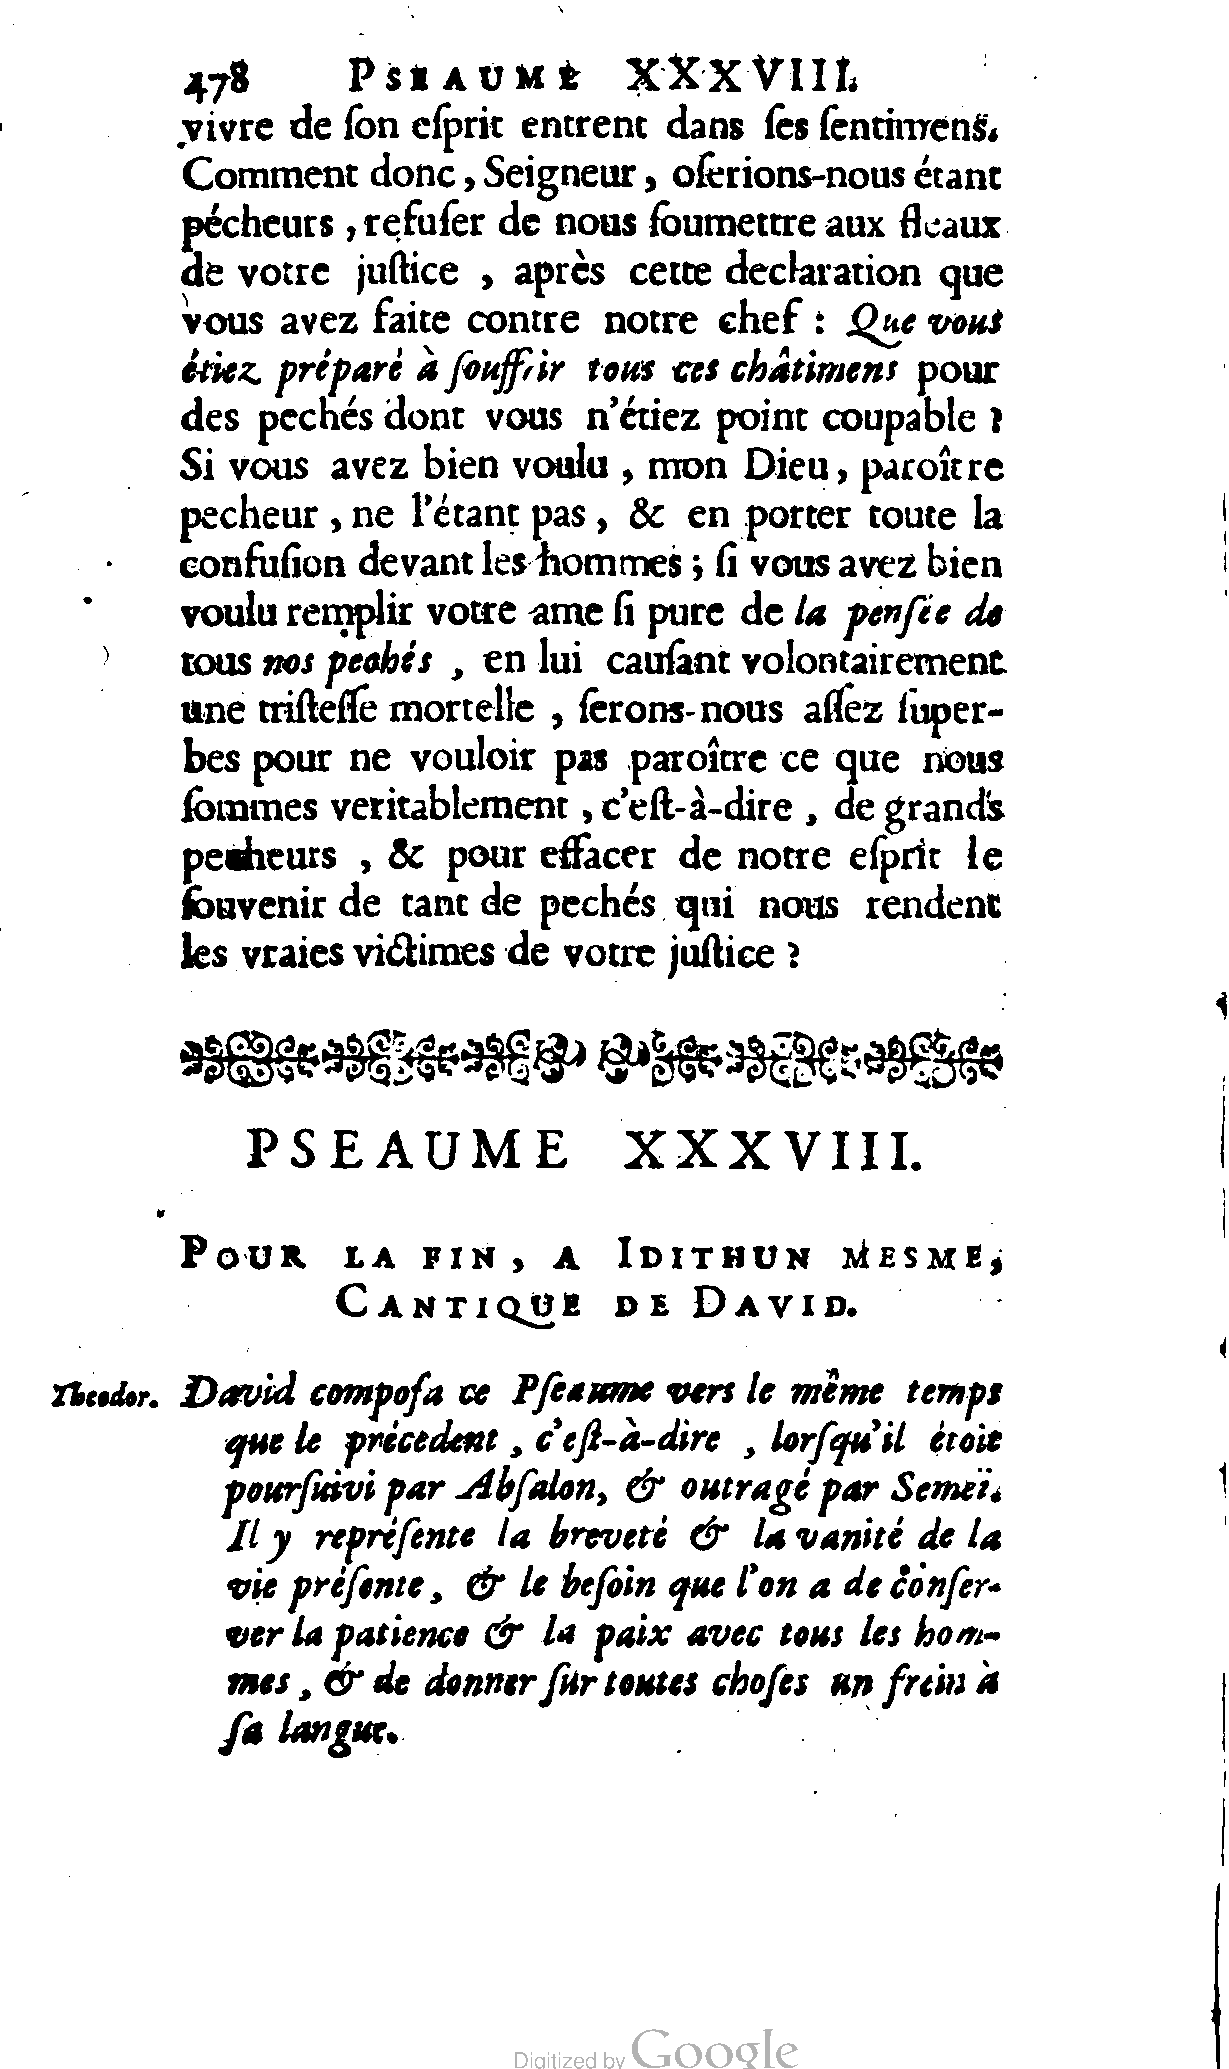 478 PSEAUME XXXVIII.
vivre de ſon eſprit entrent dans ſes ſentimens.
Comment donc, Seigneur, oſerions-nous étant
pécheurs, refuſer de nous ſoumettre aux fleaux
de votre juſtice, après cette declaration que
vous avez faite contre notre chef : Que vous
étiez préparé à ſouffrir tous ces châtimens pour
des pechés dont vous n'étiez point coupable ?
Si vous avez bien voulu, mon Dieu, paroître
pecheur, ne l'étant pas, & en porter toute la
confuſion devant les hommes ; ſi vous avez bien
voulu remplir votre ame ſi pure de la penſée de
tous nos pechés, en lui cauſant volontairement
une triſteſſe mortelle, ſerons-nous aſſez ſuper-
bes pour ne vouloir pas paroître ce que nous
ſommes veritablement, c'eſt-à-dire, de grands
pecheurs, & pour effacer de notre eſprit le
ſouvenir de tant de pechés qui nous rendent
les vraies victimes de votre juſtice ?
PSEAUME XXXVIII.
POUR LA FIN, A IDITHUN MESME,
CANTIQUE DE DAVID.
Theodor. David compoſa ce Pſeaume vers le même temps
que le précedent, c'eſt-à-dire, lorſqu'il étoit
pourſuivi par Abſalon, & outragé par Semeï.
Il y repréſente la breveté & la vanité de la
vie préſente, & le beſoin que l'on a de conſer-
ver la patience & la paix avec tous les hom-
mes, & de donner ſur toutes choſes un frein à
ſa langue.
Digitized by Google